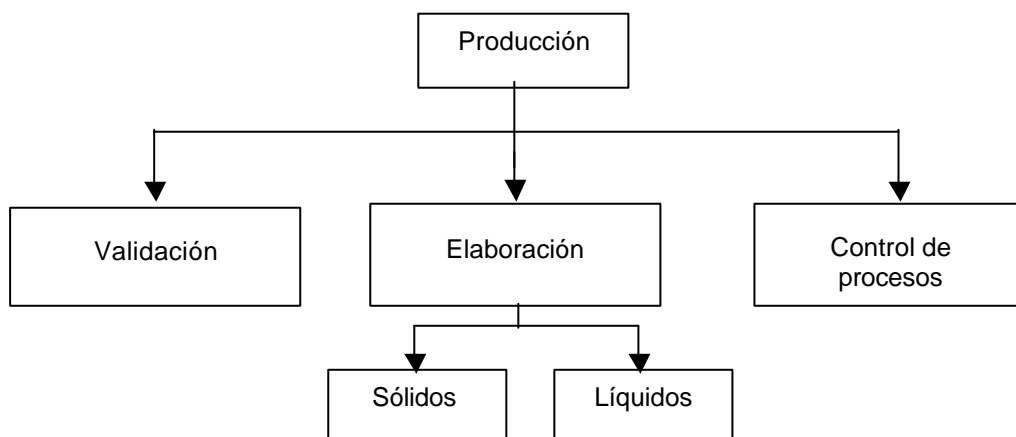 Producción
Validación
Elaboración
Control de
procesos
Sólidos
Líquidos